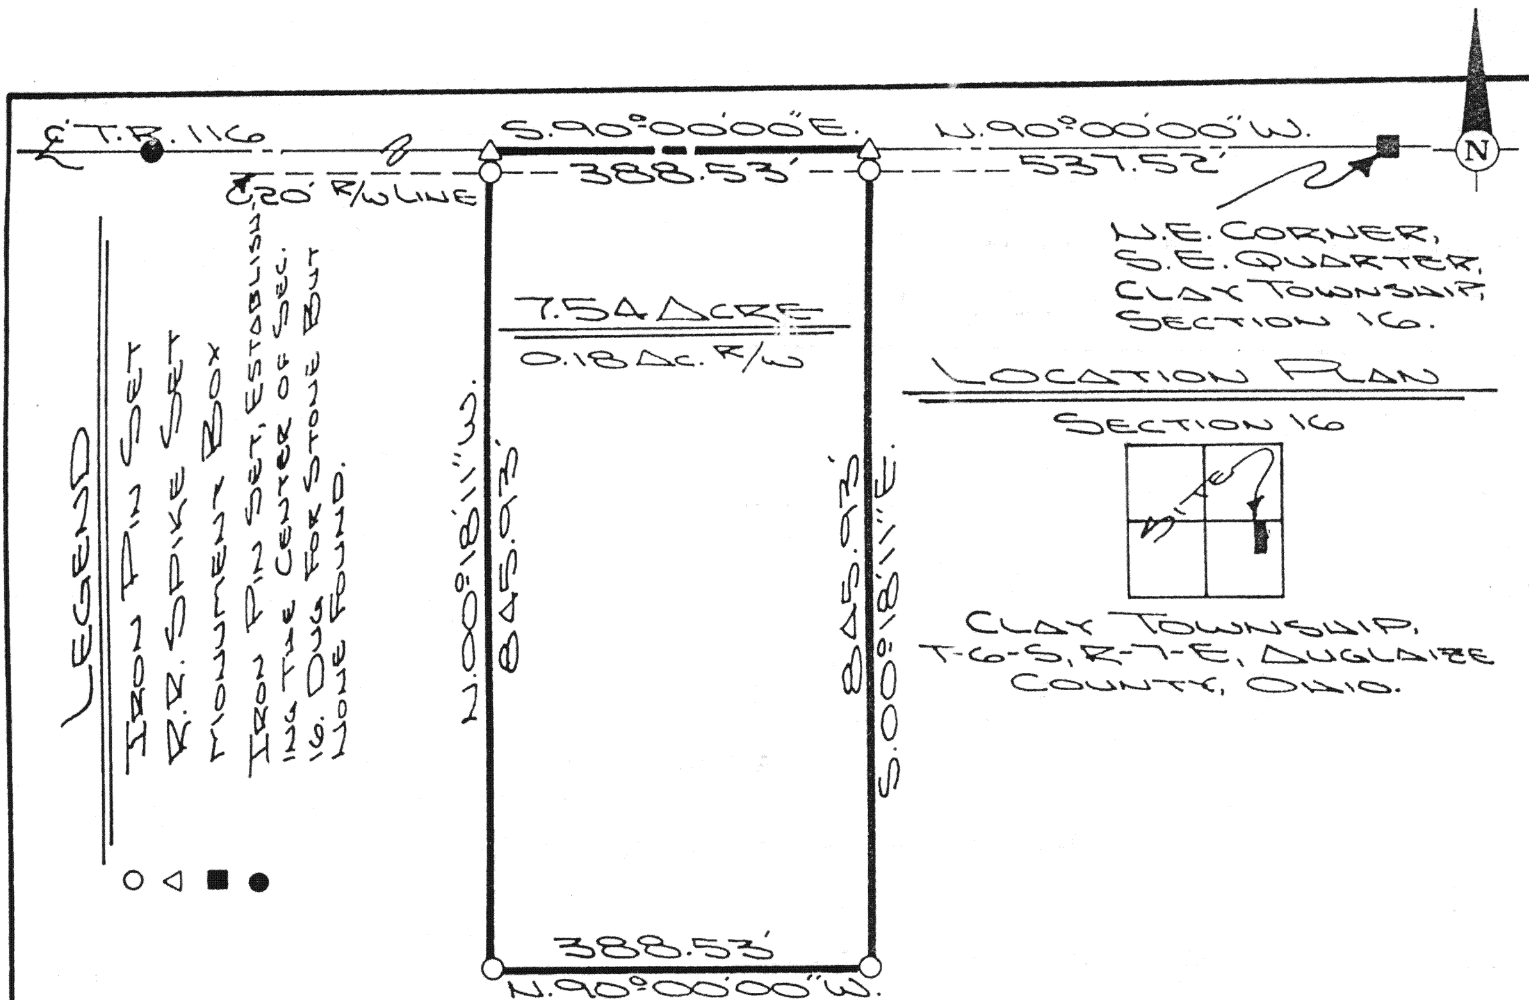 ℄ T.R. 116
S.90°00'00"E.
N.90°00'00"W.
N
388.53'
537.52'
20' R/W LINE
N.E. CORNER,
S.E. QUARTER,
CLAY TOWNSHIP,
SECTION 16.
7.54 ACRE
0.18 AC. R/W
LOCATION PLAN
SECTION 16
CLAY TOWNSHIP,
T-6-S, R-7-E, AUGLAIZE
COUNTY, OHIO.
N.00°18'11"W.
845.93'
845.93'
S.00°18'11"E.
388.53'
N.90°00'00"W.
LEGEND
IRON PIN SET
R.R. SPIKE SET
MONUMENT BOX
IRON PIN SET, ESTABLISH-
ING THE CENTER OF SEC.
16. DUG FOR STONE BUT
NONE FOUND.